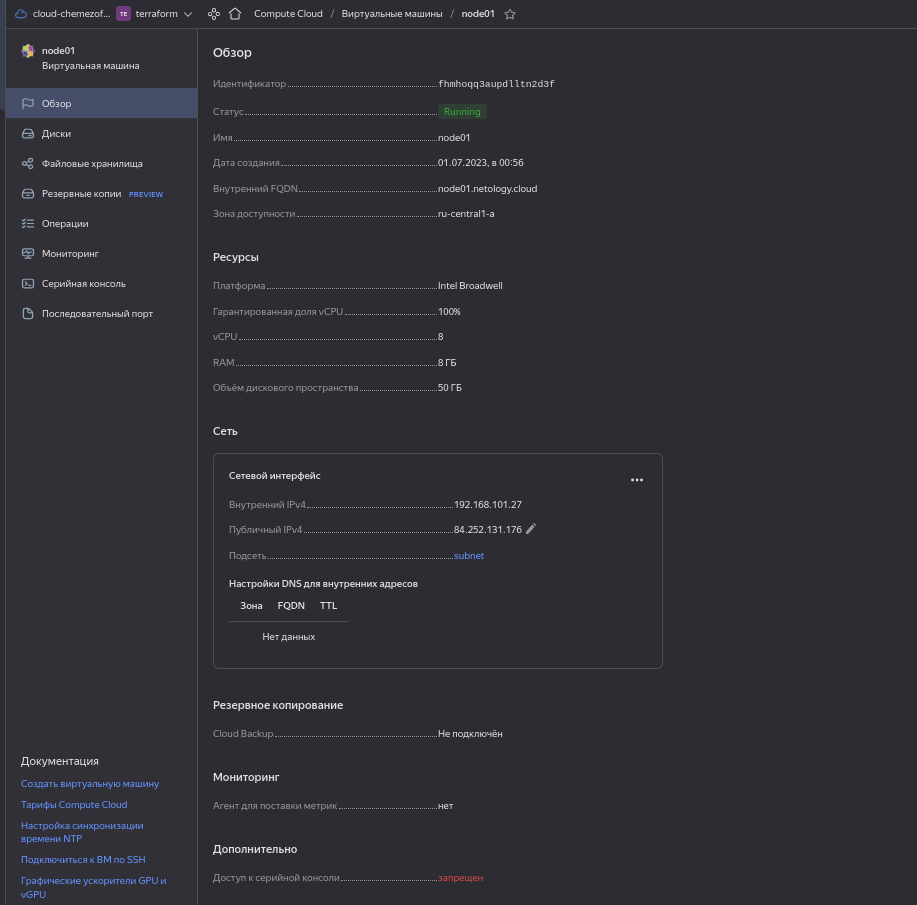 cloud-chemezof... TE terraform Compute Cloud / Виртуальные машины / node01
node01
Виртуальная машина
Обзор
Диски
Файловые хранилища
Резервные копии PREVIEW
Операции
Мониторинг
Серийная консоль
Последовательный порт
Документация
Создать виртуальную машину
Тарифы Compute Cloud
Настройка синхронизации
времени NTP
Подключиться к ВМ по SSH
Графические ускорители GPU и
vGPU
Обзор
Идентификатор fhmhoqq3aupdlltn2d3f
Статус Running
Имя node01
Дата создания 01.07.2023, в 00:56
Внутренний FQDN node01.netology.cloud
Зона доступности ru-central1-a
Ресурсы
Платформа Intel Broadwell
Гарантированная доля vCPU 100%
vCPU 8
RAM 8 ГБ
Объём дискового пространства 50 ГБ
Сеть
Сетевой интерфейс
Внутренний IPv4 192.168.101.27
Публичный IPv4 84.252.131.176
Подсеть subnet
Настройки DNS для внутренних адресов
Зона FQDN TTL
Нет данных
Резервное копирование
Cloud Backup Не подключён
Мониторинг
Агент для поставки метрик нет
Дополнительно
Доступ к серийной консоли запрещен